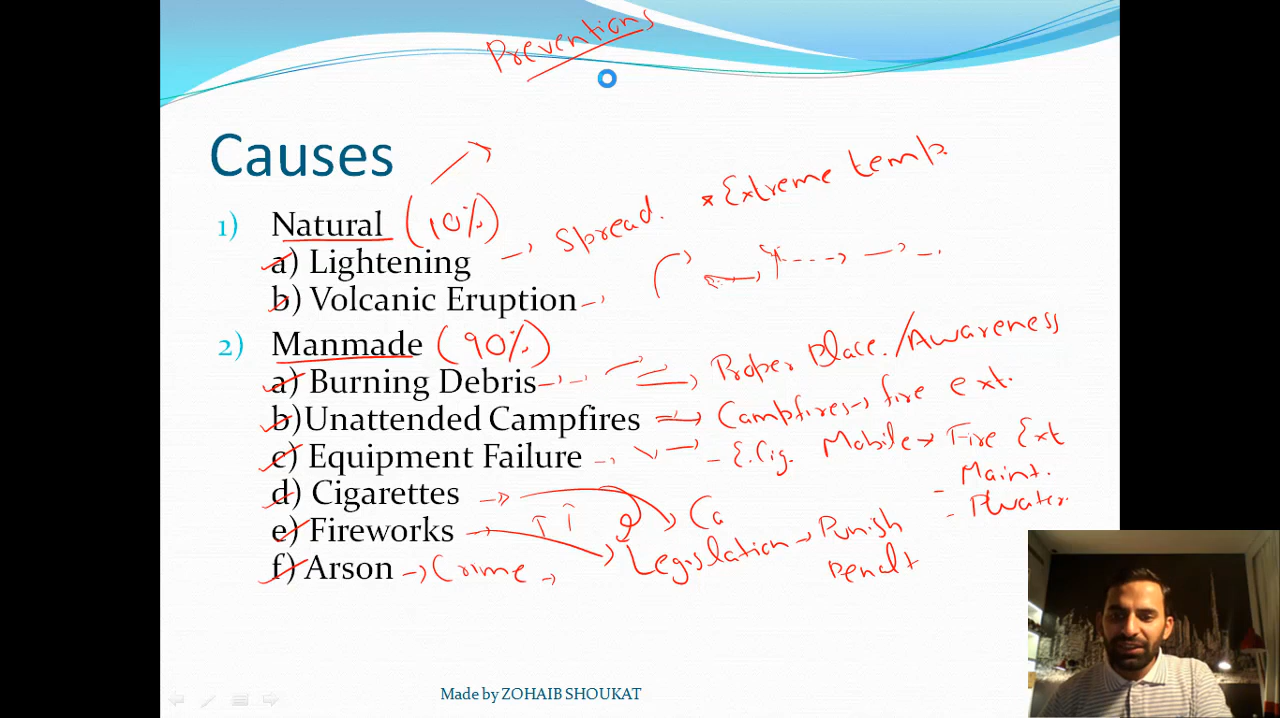 Preventions
Causes
* Extreme temp.
1) Natural (10%)
a) Lightening → Spread.
b) Volcanic Eruption
2) Manmade (90%)
a) Burning Debris → Proper Place. / Awareness
b)Unattended Campfires → Campfires → fire ext.
c) Equipment Failure - E.Cig. Mobile → Fire Ext
- Maint.
d) Cigarettes → Ca
e) Fireworks → Legislation → Punish
f) Arson → Crime →
Made by ZOHAIB SHOUKAT